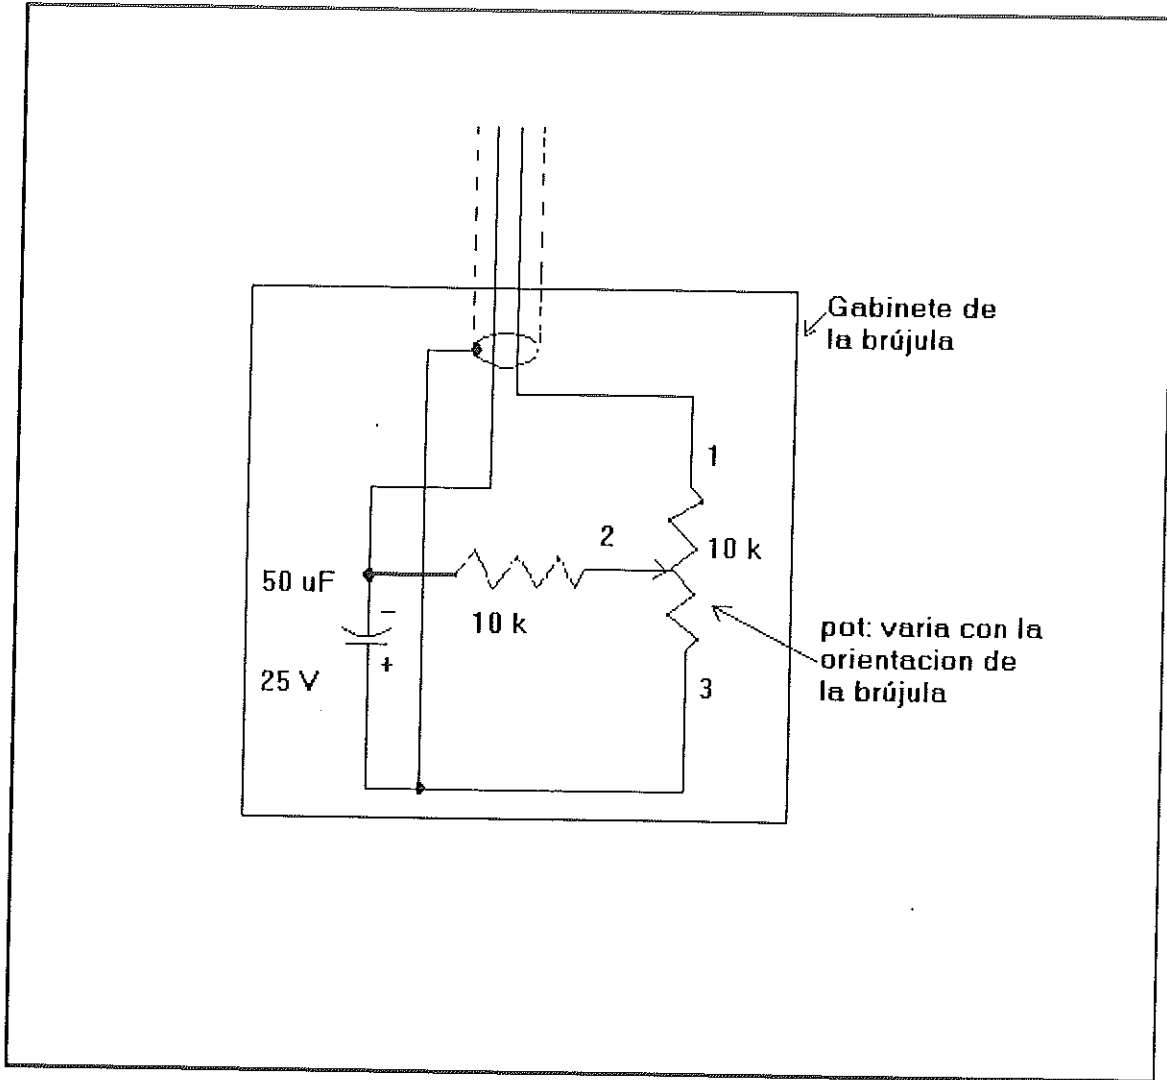 Gabinete de
la brújula
1
2
10 k
50 uF
−
10 k
+
25 V
pot: varia con la
orientacion de
la brújula
3